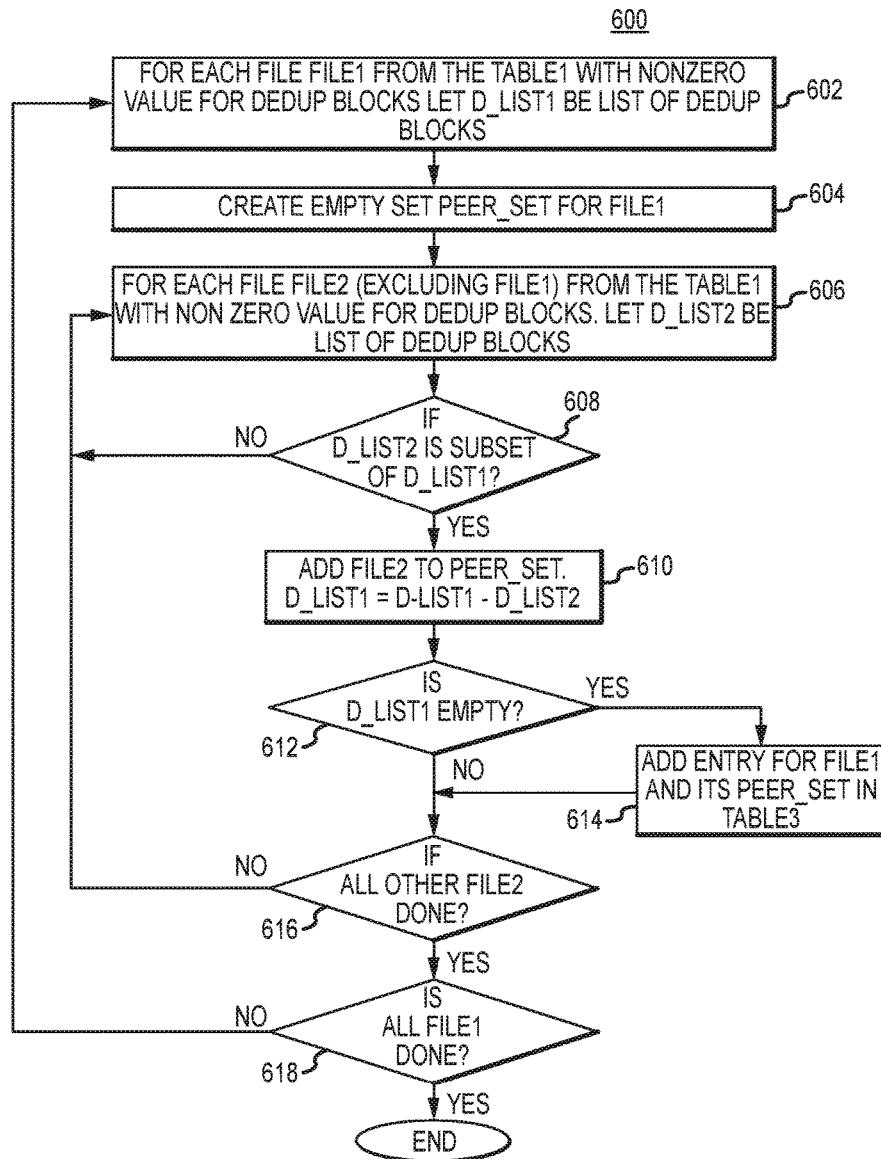 600
FOR EACH FILE FILE1 FROM THE TABLE1 WITH NONZERO
VALUE FOR DEDUP BLOCKS LET D_LIST1 BE LIST OF DEDUP
BLOCKS
602
CREATE EMPTY SET PEER_SET FOR FILE1
604
FOR EACH FILE FILE2 (EXCLUDING FILE1) FROM THE TABLE1
WITH NON ZERO VALUE FOR DEDUP BLOCKS. LET D_LIST2 BE
LIST OF DEDUP BLOCKS
606
608
IF
D_LIST2 IS SUBSET
OF D_LIST1?
NO
YES
ADD FILE2 TO PEER_SET.
D_LIST1 = D-LIST1 - D_LIST2
610
IS
D_LIST1 EMPTY?
YES
612
NO
ADD ENTRY FOR FILE1
AND ITS PEER_SET IN
TABLE3
614
IF
ALL OTHER FILE2
DONE?
NO
616
YES
IS
ALL FILE1
DONE?
NO
618
YES
END